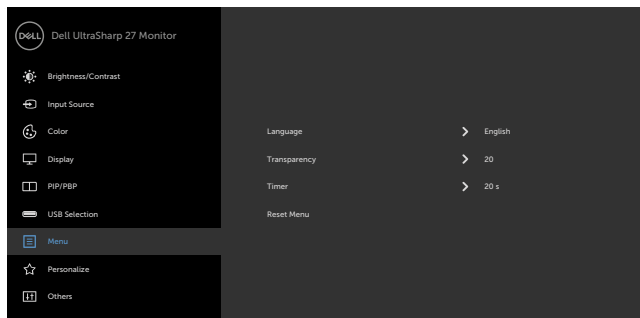 DELL Dell UltraSharp 27 Monitor
Brightness/Contrast
Input Source
Color
Language English
Display
Transparency 20
PIP/PBP
Timer 20 s
USB Selection
Reset Menu
Menu
Personalize
Others